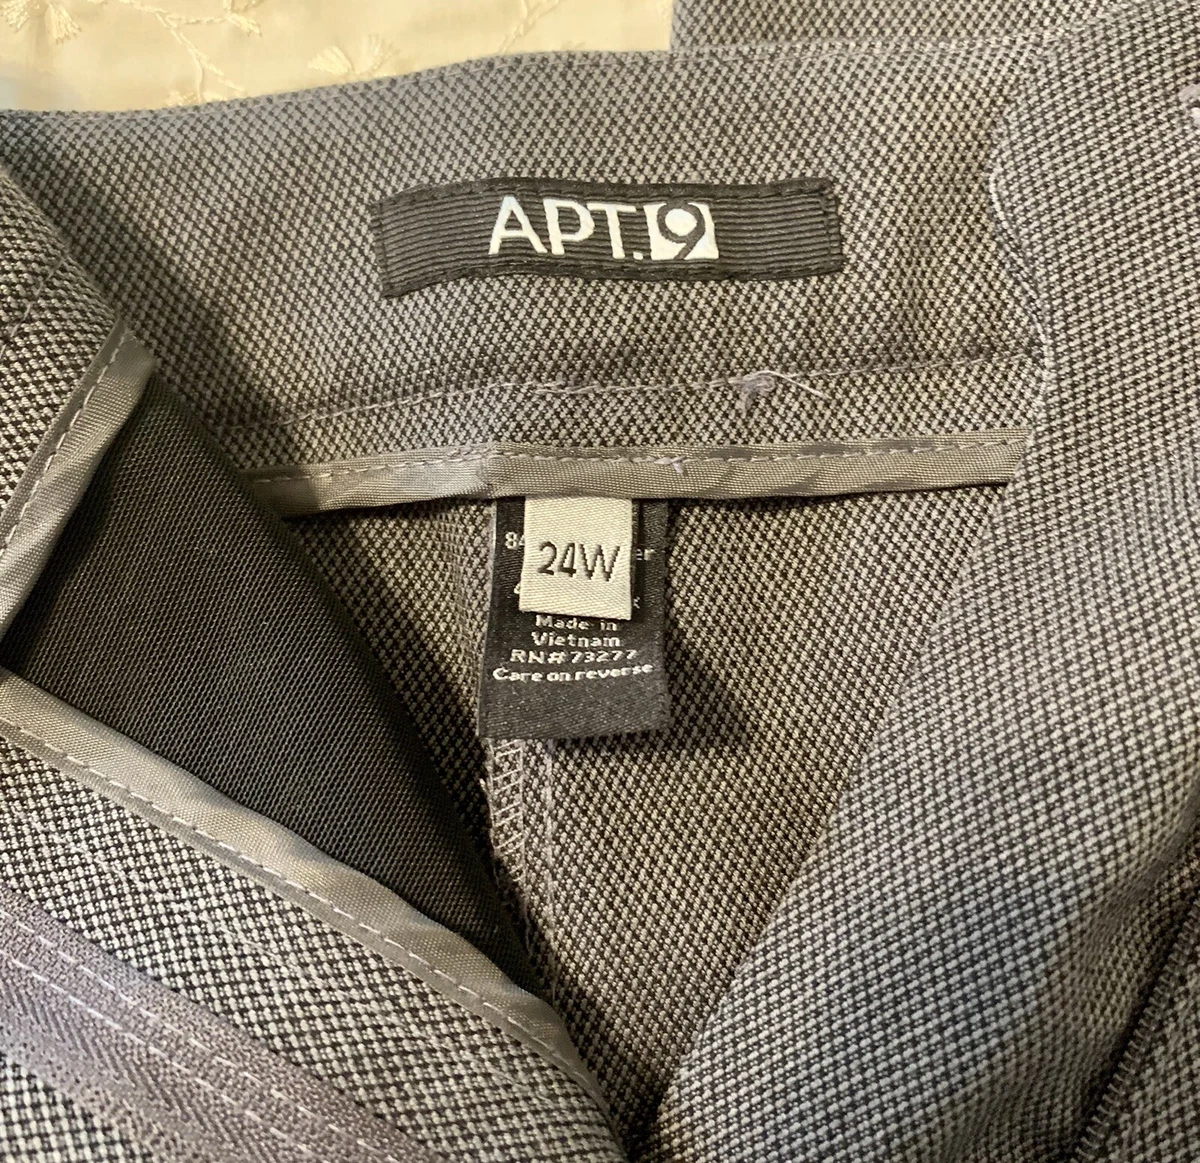 APT.9
24W
Made in
Vietnam
RN# 73277
Care on reverse